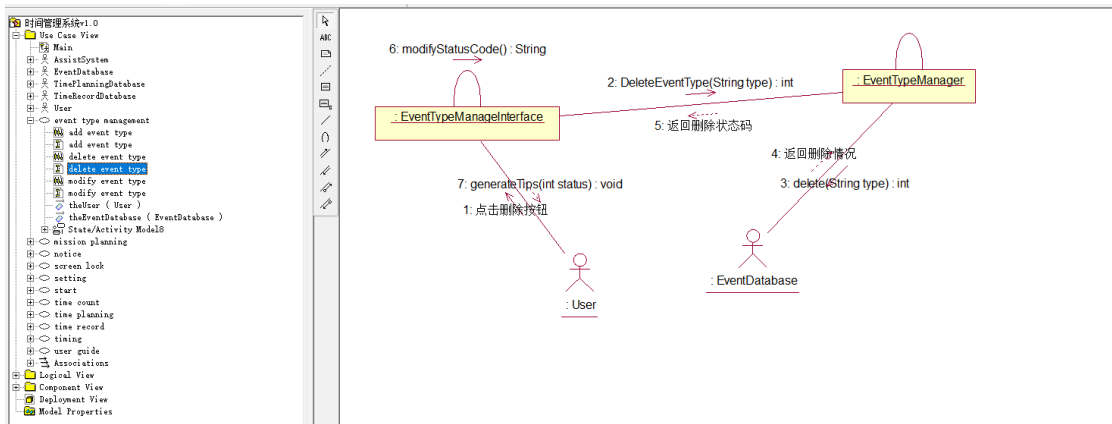 时间管理系统v1.0
Use Case View
Main
AssistSystem
EventDatabase
TimePlanningDatabase
TimeRecordDatabase
User
event type management
add event type
add event type
delete event type
delete event type
modify event type
modify event type
theUser ( User )
theEventDatabase ( EventDatabase )
State/Activity Model8
mission planning
notice
screen lock
setting
start
time count
time planning
time record
timing
user guide
Associations
Logical View
Component View
Deployment View
Model Properties
ABC
6: modifyStatusCode() : String
2: DeleteEventType(String type) : int
: EventTypeManager
: EventTypeManageInterface
5: 返回删除状态码
4: 返回删除情况
7: generateTips(int status) : void
3: delete(String type) : int
1: 点击删除按钮
: EventDatabase
: User